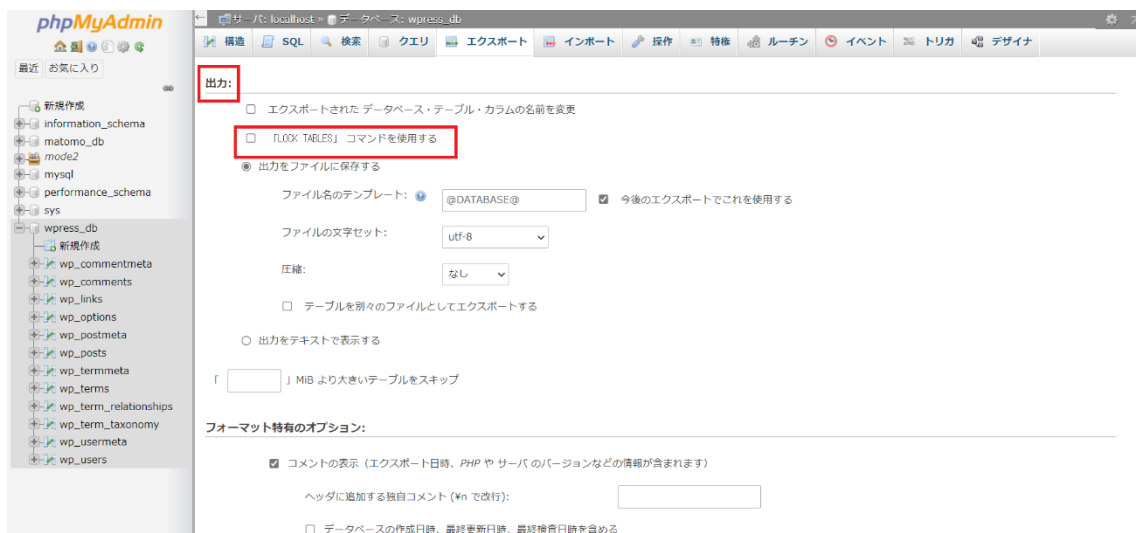 phpMyAdmin
最近 お気に入り
新規作成
information_schema
matomo_db
mode2
mysql
performance_schema
sys
wpress_db
新規作成
wp_commentmeta
wp_comments
wp_links
wp_options
wp_postmeta
wp_posts
wp_termmeta
wp_terms
wp_term_relationships
wp_term_taxonomy
wp_usermeta
wp_users
サーバ: localhost » データベース: wpress_db
構造 SQL 検索 クエリ エクスポート インポート 操作 特権 ルーチン イベント トリガ デザイナ
出力:
エクスポートされた データベース・テーブル・カラムの名前を変更
「LOCK TABLES」 コマンドを使用する
出力をファイルに保存する
ファイル名のテンプレート: @DATABASE@ 今後のエクスポートでこれを使用する
ファイルの文字セット: utf-8
圧縮: なし
テーブルを別々のファイルとしてエクスポートする
出力をテキストで表示する
「 」 MiB より大きいテーブルをスキップ
フォーマット特有のオプション:
コメントの表示（エクスポート日時、PHP や サーバ のバージョンなどの情報が含まれます）
ヘッダに追加する独自コメント (¥n で改行):
データベースの作成日時、最終更新日時、最終検査日時を含める